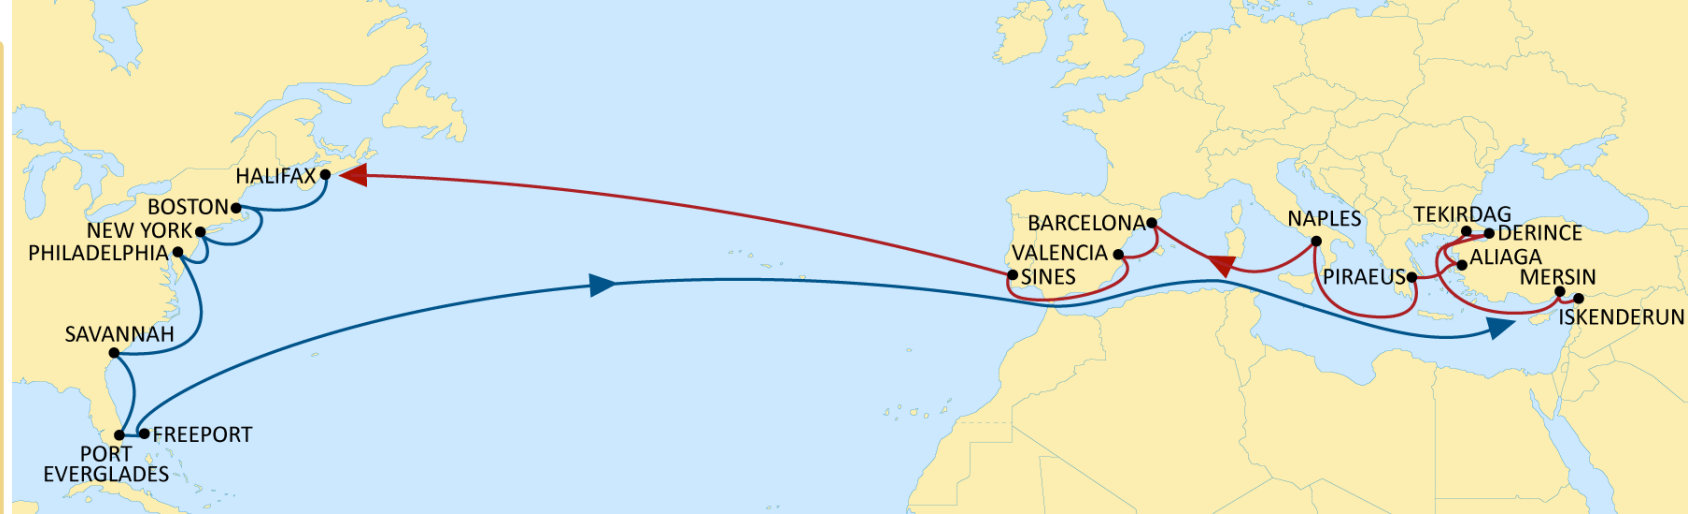 HALIFAX
BOSTON
NEW YORK
PHILADELPHIA
SAVANNAH
PORT
EVERGLADES
FREEPORT
BARCELONA
VALENCIA
SINES
NAPLES
TEKIRDAG
DERINCE
ALIAGA
PIRAEUS
MERSIN
ISKENDERUN